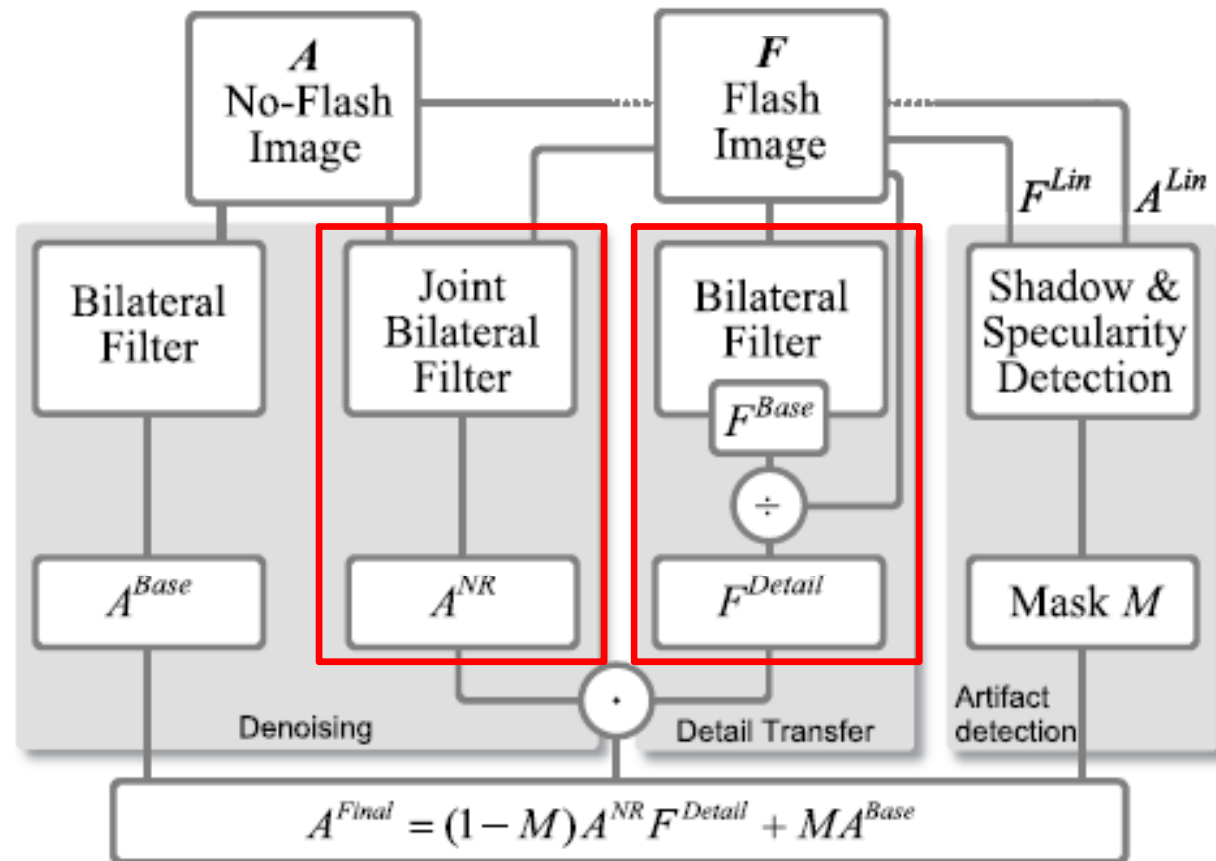 A
No-Flash
Image
F
Flash
Image
F^{Lin}
A^{Lin}
Bilateral
Filter
Joint
Bilateral
Filter
Bilateral
Filter
F^{Base}
÷
Shadow &
Specularity
Detection
A^{Base}
A^{NR}
F^{Detail}
Mask M
·
Denoising
Detail Transfer
Artifact
detection
A^{Final} = (1 − M)A^{NR}F^{Detail} + MA^{Base}